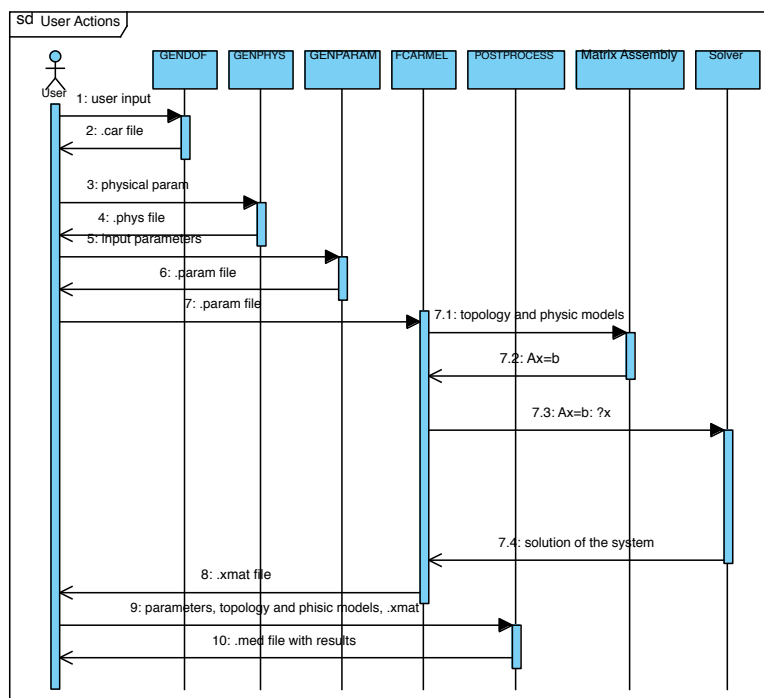 sd User Actions
User
GENDOF
GENPHYS
GENPARAM
FCARMEL
POSTPROCESS
Matrix Assembly
Solver
1: user input
2: .car file
3: physical param
4: .phys file
5: input parameters
6: .param file
7: .param file
7.1: topology and physic models
7.2: Ax=b
7.3: Ax=b: ?x
7.4: solution of the system
8: .xmat file
9: parameters, topology and phisic models, .xmat
10: .med file with results